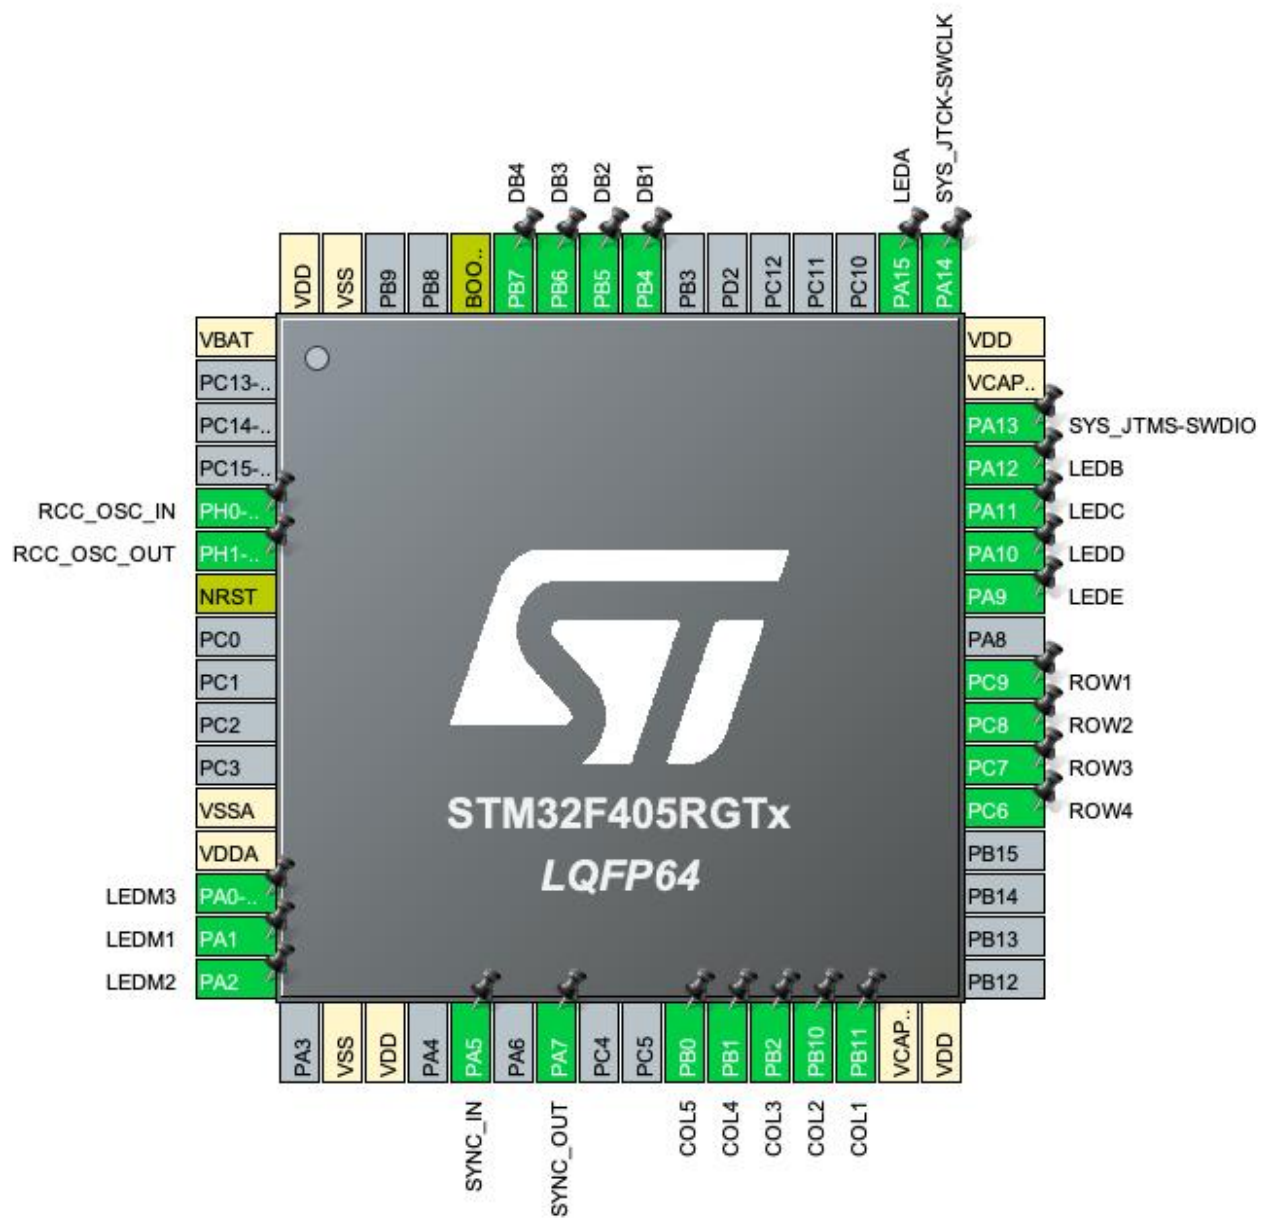 DB4
DB3
DB2
DB1
LEDA
SYS_JTCK-SWCLK
VDD
VSS
PB9
PB8
BOO..
PB7
PB6
PB5
PB4
PB3
PD2
PC12
PC11
PC10
PA15
PA14
VBAT
PC13-..
PC14-..
PC15-..
RCC_OSC_IN PH0-..
RCC_OSC_OUT PH1-..
NRST
PC0
PC1
PC2
PC3
VSSA
VDDA
LEDM3 PA0-..
LEDM1 PA1
LEDM2 PA2
ST
STM32F405RGTx
LQFP64
VDD
VCAP..
PA13 SYS_JTMS-SWDIO
PA12 LEDB
PA11 LEDC
PA10 LEDD
PA9 LEDE
PA8
PC9 ROW1
PC8 ROW2
PC7 ROW3
PC6 ROW4
PB15
PB14
PB13
PB12
PA3
VSS
VDD
PA4
PA5
PA6
PA7
PC4
PC5
PB0
PB1
PB2
PB10
PB11
VCAP..
VDD
SYNC_IN
SYNC_OUT
COL5
COL4
COL3
COL2
COL1